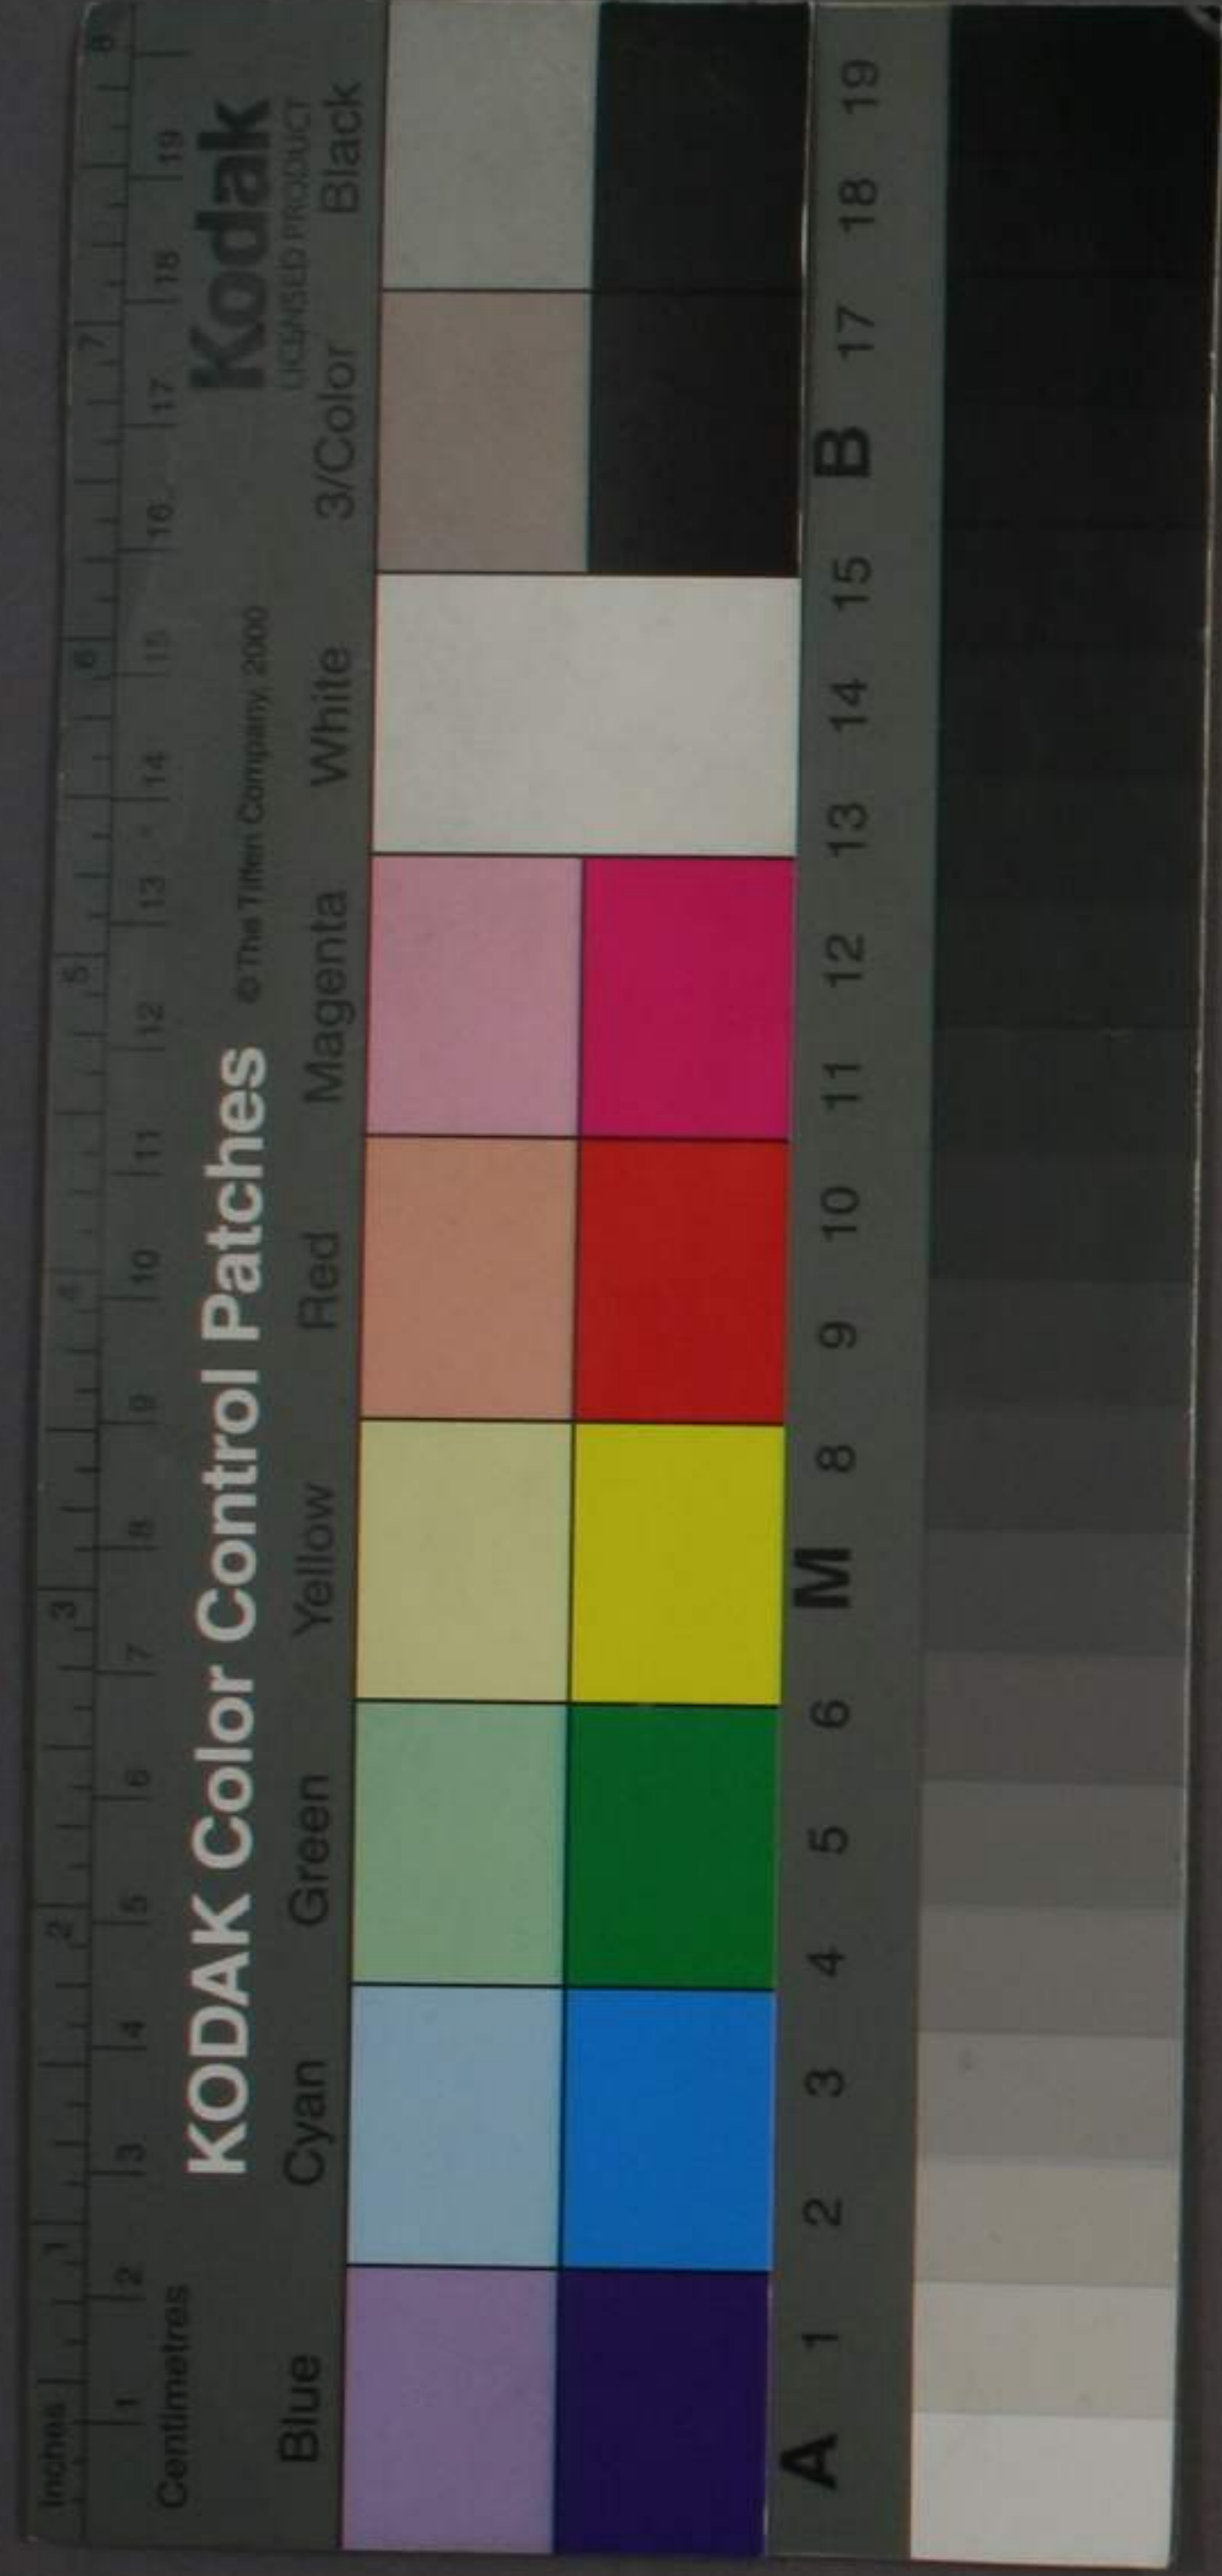 Inches 1 2 3 4 5 6 7 8
Centimetres 1 2 3 4 5 6 7 8 9 10 11 12 13 14 15 16 17 18 19
KODAK Color Control Patches © The Tiffen Company, 2000 Kodak
LICENSED PRODUCT
Blue Cyan Green Yellow Red Magenta White 3/Color Black
A 1 2 3 4 5 6 M 8 9 10 11 12 13 14 15 B 17 18 19